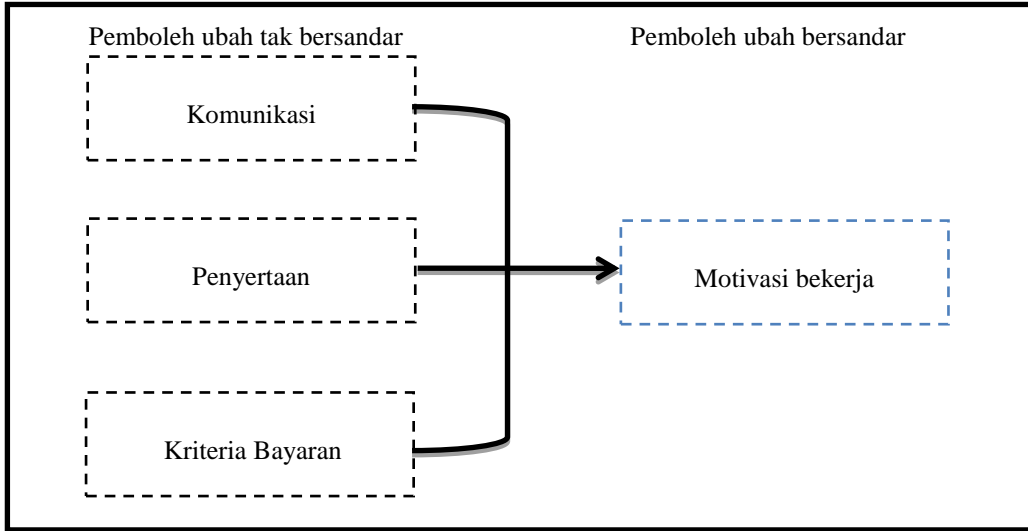 Pemboleh ubah tak bersandar
Pemboleh ubah bersandar
Komunikasi
Penyertaan
Motivasi bekerja
Kriteria Bayaran